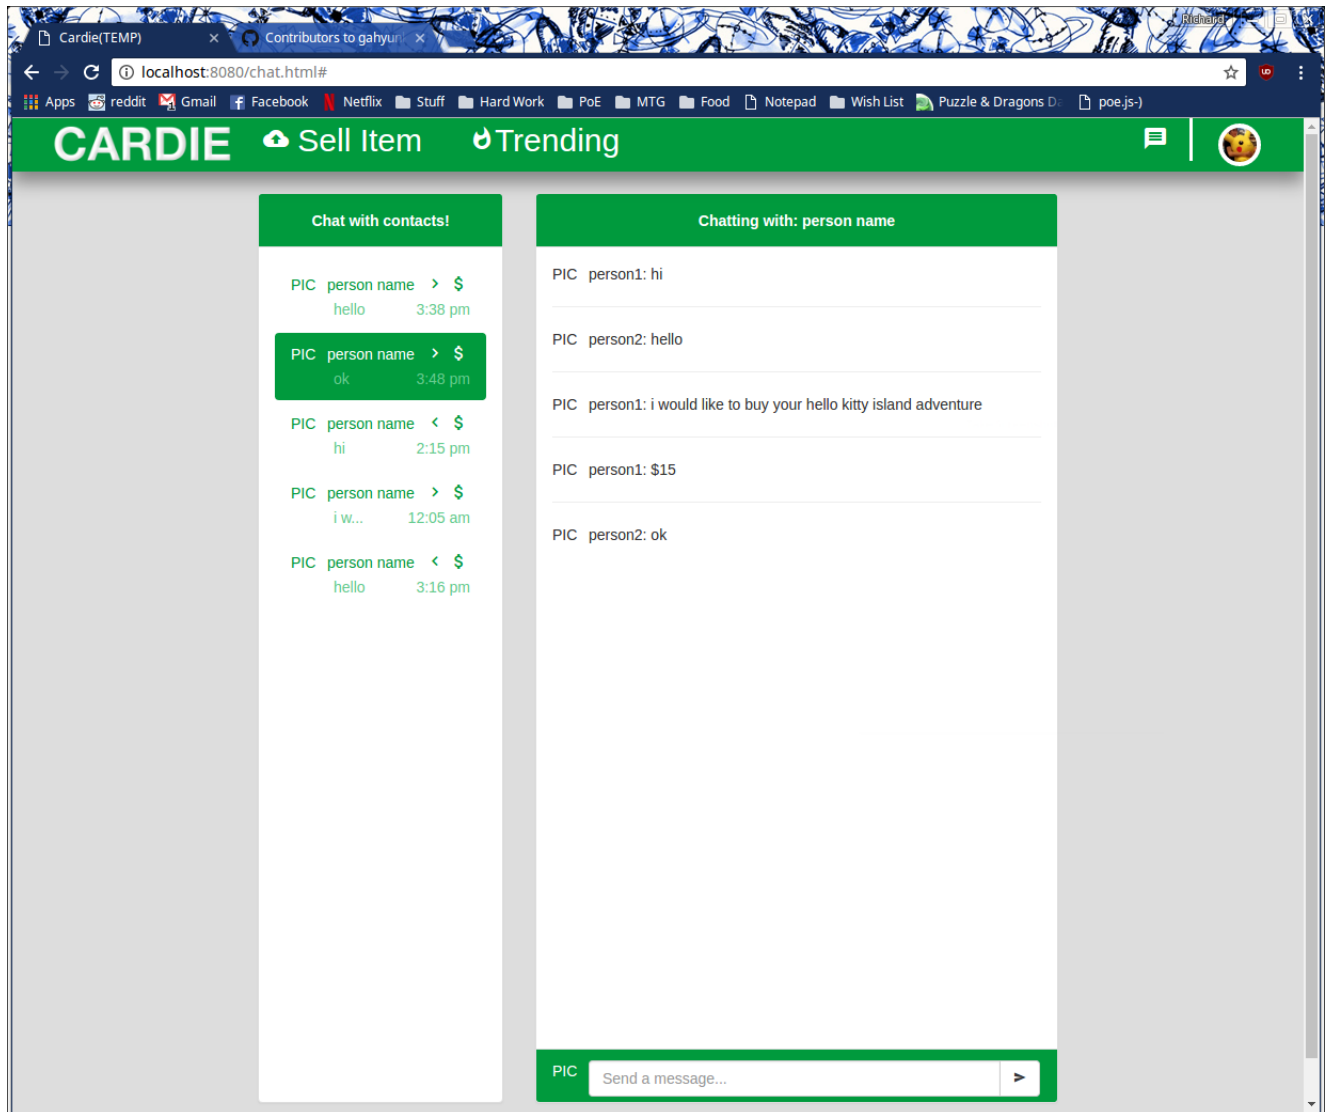 Richard
Cardie(TEMP)
Contributors to gahyun
localhost:8080/chat.html#
Apps reddit Gmail Facebook Netflix Stuff Hard Work PoE MTG Food Notepad Wish List Puzzle & Dragons Da poe.js-)
CARDIE Sell Item Trending
Chat with contacts!
PIC person name > $
hello 3:38 pm
PIC person name > $
ok 3:48 pm
PIC person name < $
hi 2:15 pm
PIC person name > $
i w... 12:05 am
PIC person name < $
hello 3:16 pm
Chatting with: person name
PIC person1: hi
PIC person2: hello
PIC person1: i would like to buy your hello kitty island adventure
PIC person1: $15
PIC person2: ok
PIC Send a message...